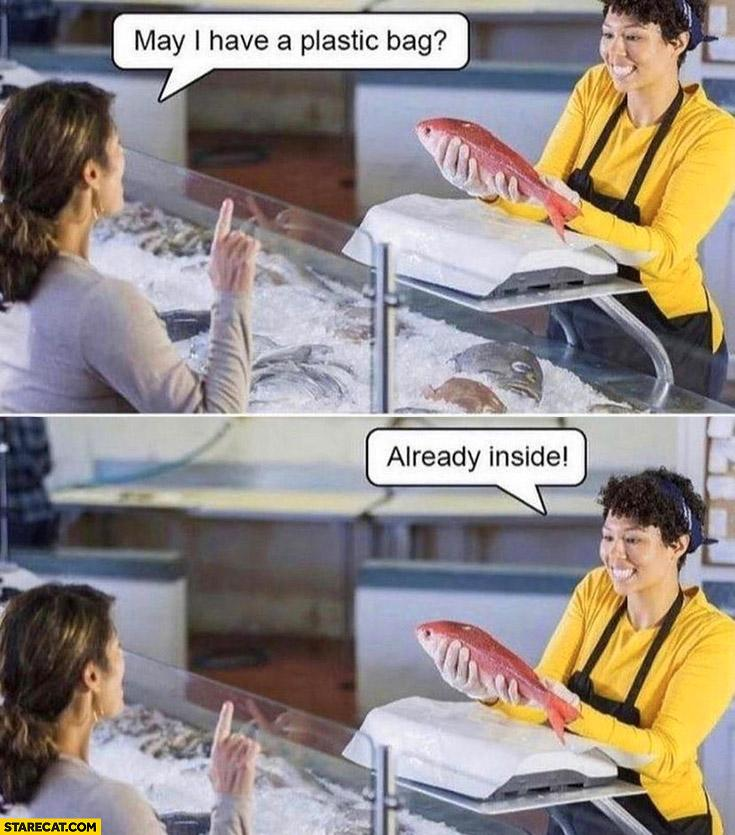 May I have a plastic bag?
Already inside!
STARECAT.COM